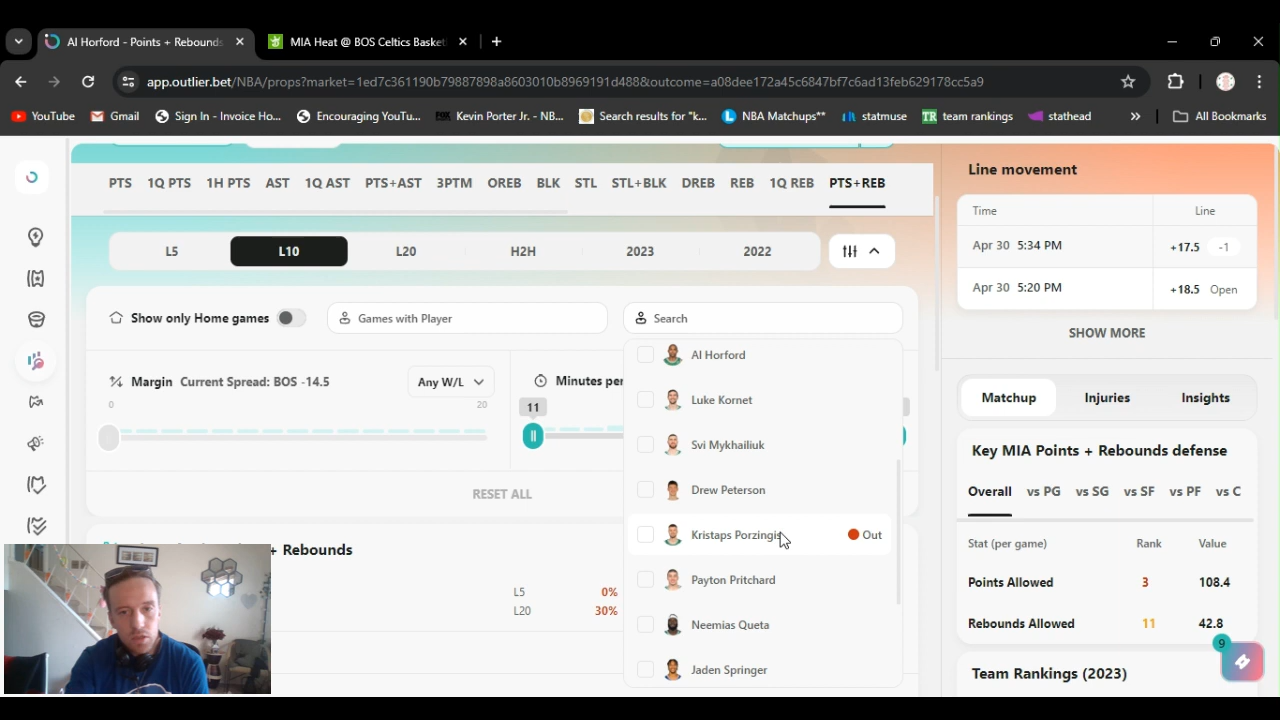 Al Horford - Points + Rebounds
MIA Heat @ BOS Celtics Basket
app.outlier.bet/NBA/props?market=1ed7c361190b79887898a8603010b8969191d488&outcome=a08dee172a45c6847bf7c6ad13feb629178cc5a9
YouTube
Gmail
Sign In - Invoice Ho...
Encouraging YouTu...
Kevin Porter Jr. - NB...
Search results for "k...
NBA Matchups**
statmuse
TR team rankings
stathead
All Bookmarks
PTS 1Q PTS 1H PTS AST 1Q AST PTS+AST 3PTM OREB BLK STL STL+BLK DREB REB 1Q REB PTS+REB
L5 L10 L20 H2H 2023 2022
Show only Home games
Games with Player
Search
Margin Current Spread: BOS -14.5
Any W/L
0 20
Minutes per
11
RESET ALL
+ Rebounds
L5 0%
L20 30%
Al Horford
Luke Kornet
Svi Mykhailiuk
Drew Peterson
Kristaps Porzingis Out
Payton Pritchard
Neemias Queta
Jaden Springer
Line movement
Time Line
Apr 30 5:34 PM +17.5 -1
Apr 30 5:20 PM +18.5 Open
SHOW MORE
Matchup Injuries Insights
Key MIA Points + Rebounds defense
Overall vs PG vs SG vs SF vs PF vs C
Stat (per game) Rank Value
Points Allowed 3 108.4
Rebounds Allowed 11 42.8
9
Team Rankings (2023)